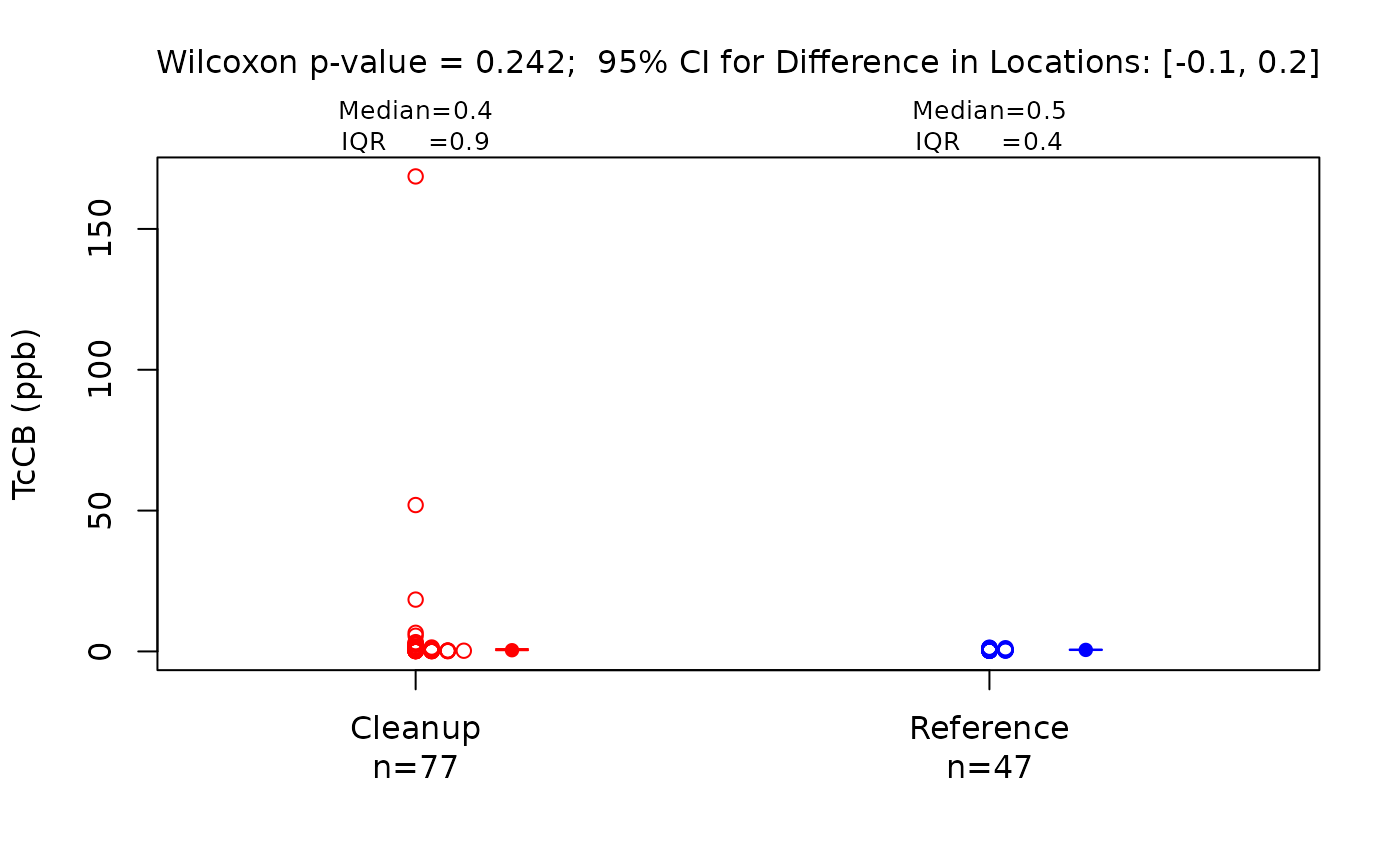 Wilcoxon p-value = 0.242;  95% CI for Difference in Locations: [-0.1, 0.2]
Median=0.4
IQR     =0.9
Median=0.5
IQR     =0.4
TcCB (ppb)
150
100
50
0
Cleanup
n=77
Reference
n=47